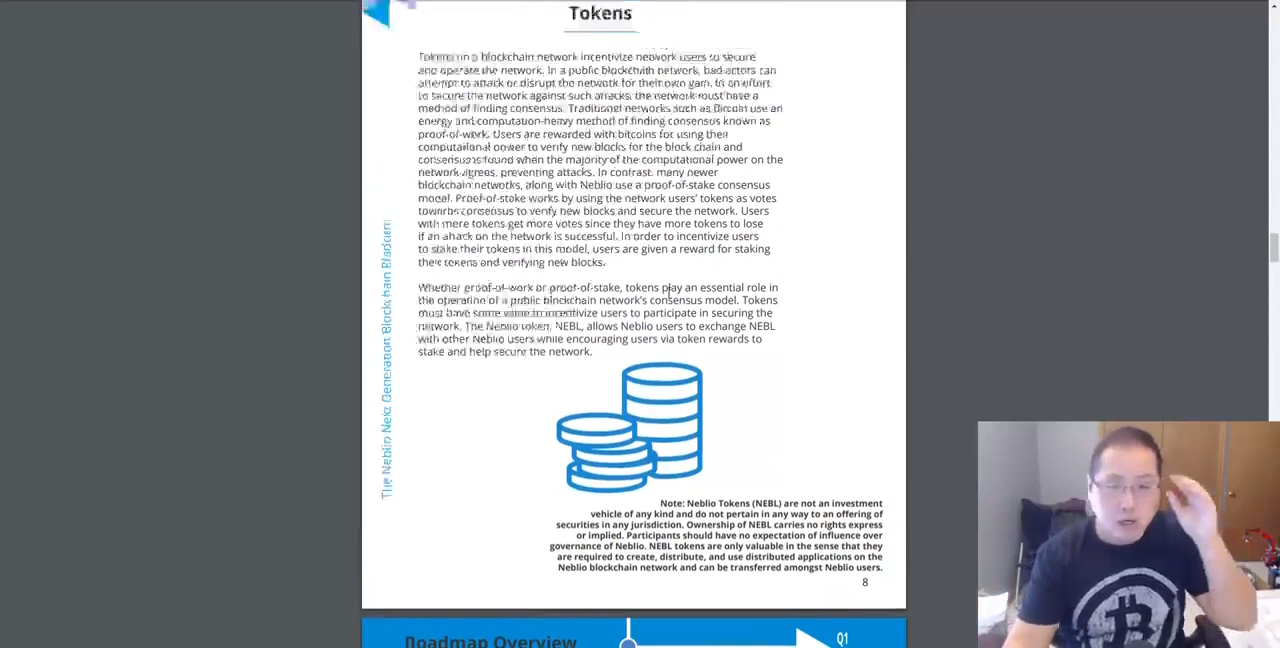 Tokens
in a blockchain network incentivize network users to secure
and operate the network. In a public blockchain network, bad actors can
attempt to attack or disrupt the network for their own gain. In an effort
to secure the network against such attacks, the network must have a
method of finding consensus. Traditional networks such as Bitcoin use an
energy and computation-heavy method of finding consensus known as
proof-of-work. Users are rewarded with bitcoins for using their
computational power to verify new blocks for the block chain and
consensus is found when the majority of the computational power on the
network agrees, preventing attacks. In contrast, many newer
blockchain networks, along with Neblio use a proof-of-stake consensus
model. Proof-of-stake works by using the network users' tokens as votes
towards consensus to verify new blocks and secure the network. Users
with more tokens get more votes since they have more tokens to lose
if an attack on the network is successful. In order to incentivize users
to stake their tokens in this model, users are given a reward for staking
their tokens and verifying new blocks.
Whether proof-of-work or proof-of-stake, tokens play an essential role in
the operation of a public blockchain network's consensus model. Tokens
must have some value to incentivize users to participate in securing the
network. The Neblio token, NEBL, allows Neblio users to exchange NEBL
with other Neblio users while encouraging users via token rewards to
stake and help secure the network.
The Neblio Next Generation Blockchain Platform
Note: Neblio Tokens (NEBL) are not an investment
vehicle of any kind and do not pertain in any way to an offering of
securities in any jurisdiction. Ownership of NEBL carries no rights express
or implied. Participants should have no expectation of influence over
governance of Neblio. NEBL tokens are only valuable in the sense that they
are required to create, distribute, and use distributed applications on the
Neblio blockchain network and can be transferred amongst Neblio users.
8
Roadmap Overview
Q1